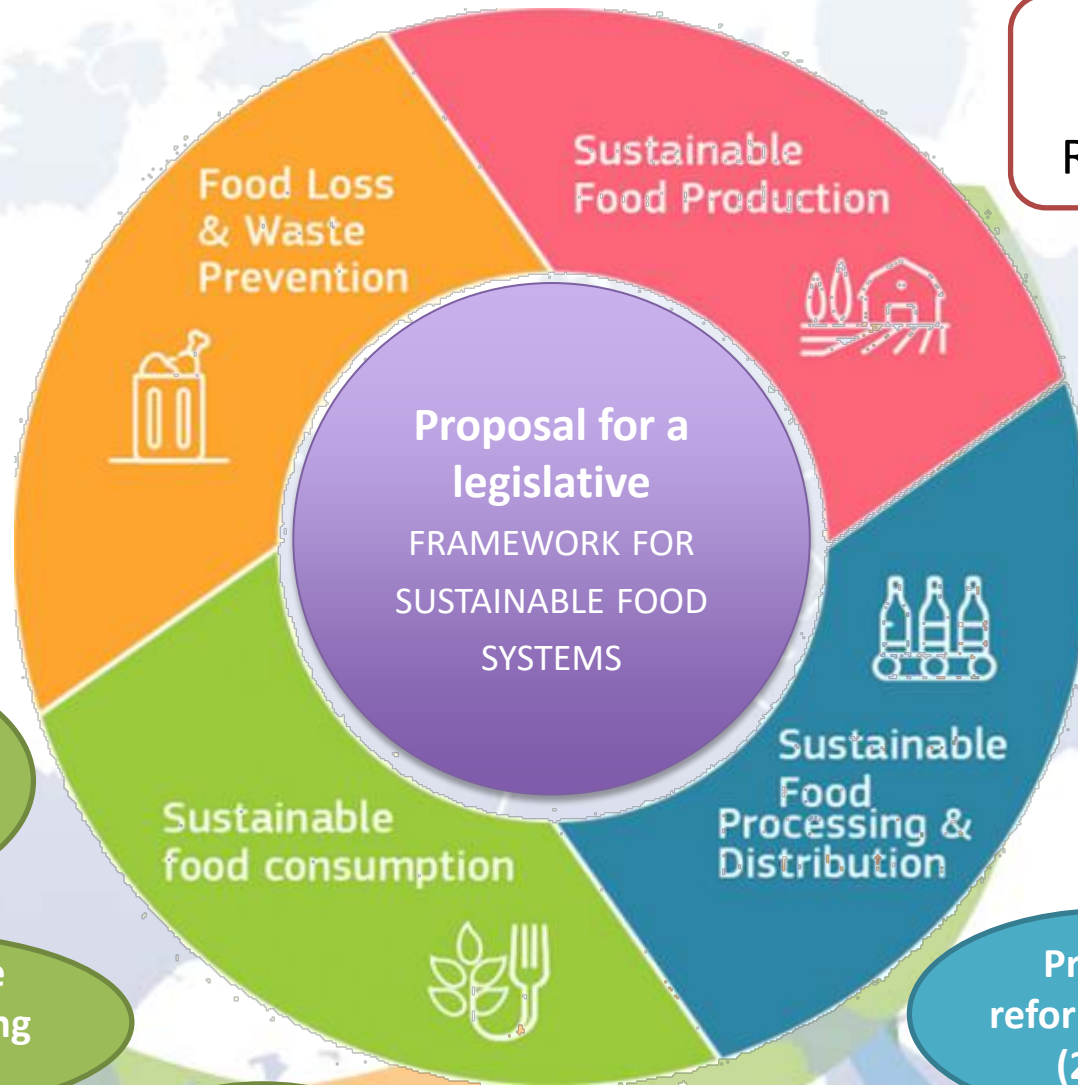 Sustainable
Food Production
Food Loss
& Waste
Prevention
Proposal for a
legislative
FRAMEWORK FOR
SUSTAINABLE FOOD
SYSTEMS
Sustainable
Food
Processing &
Distribution
Sustainable
food consumption